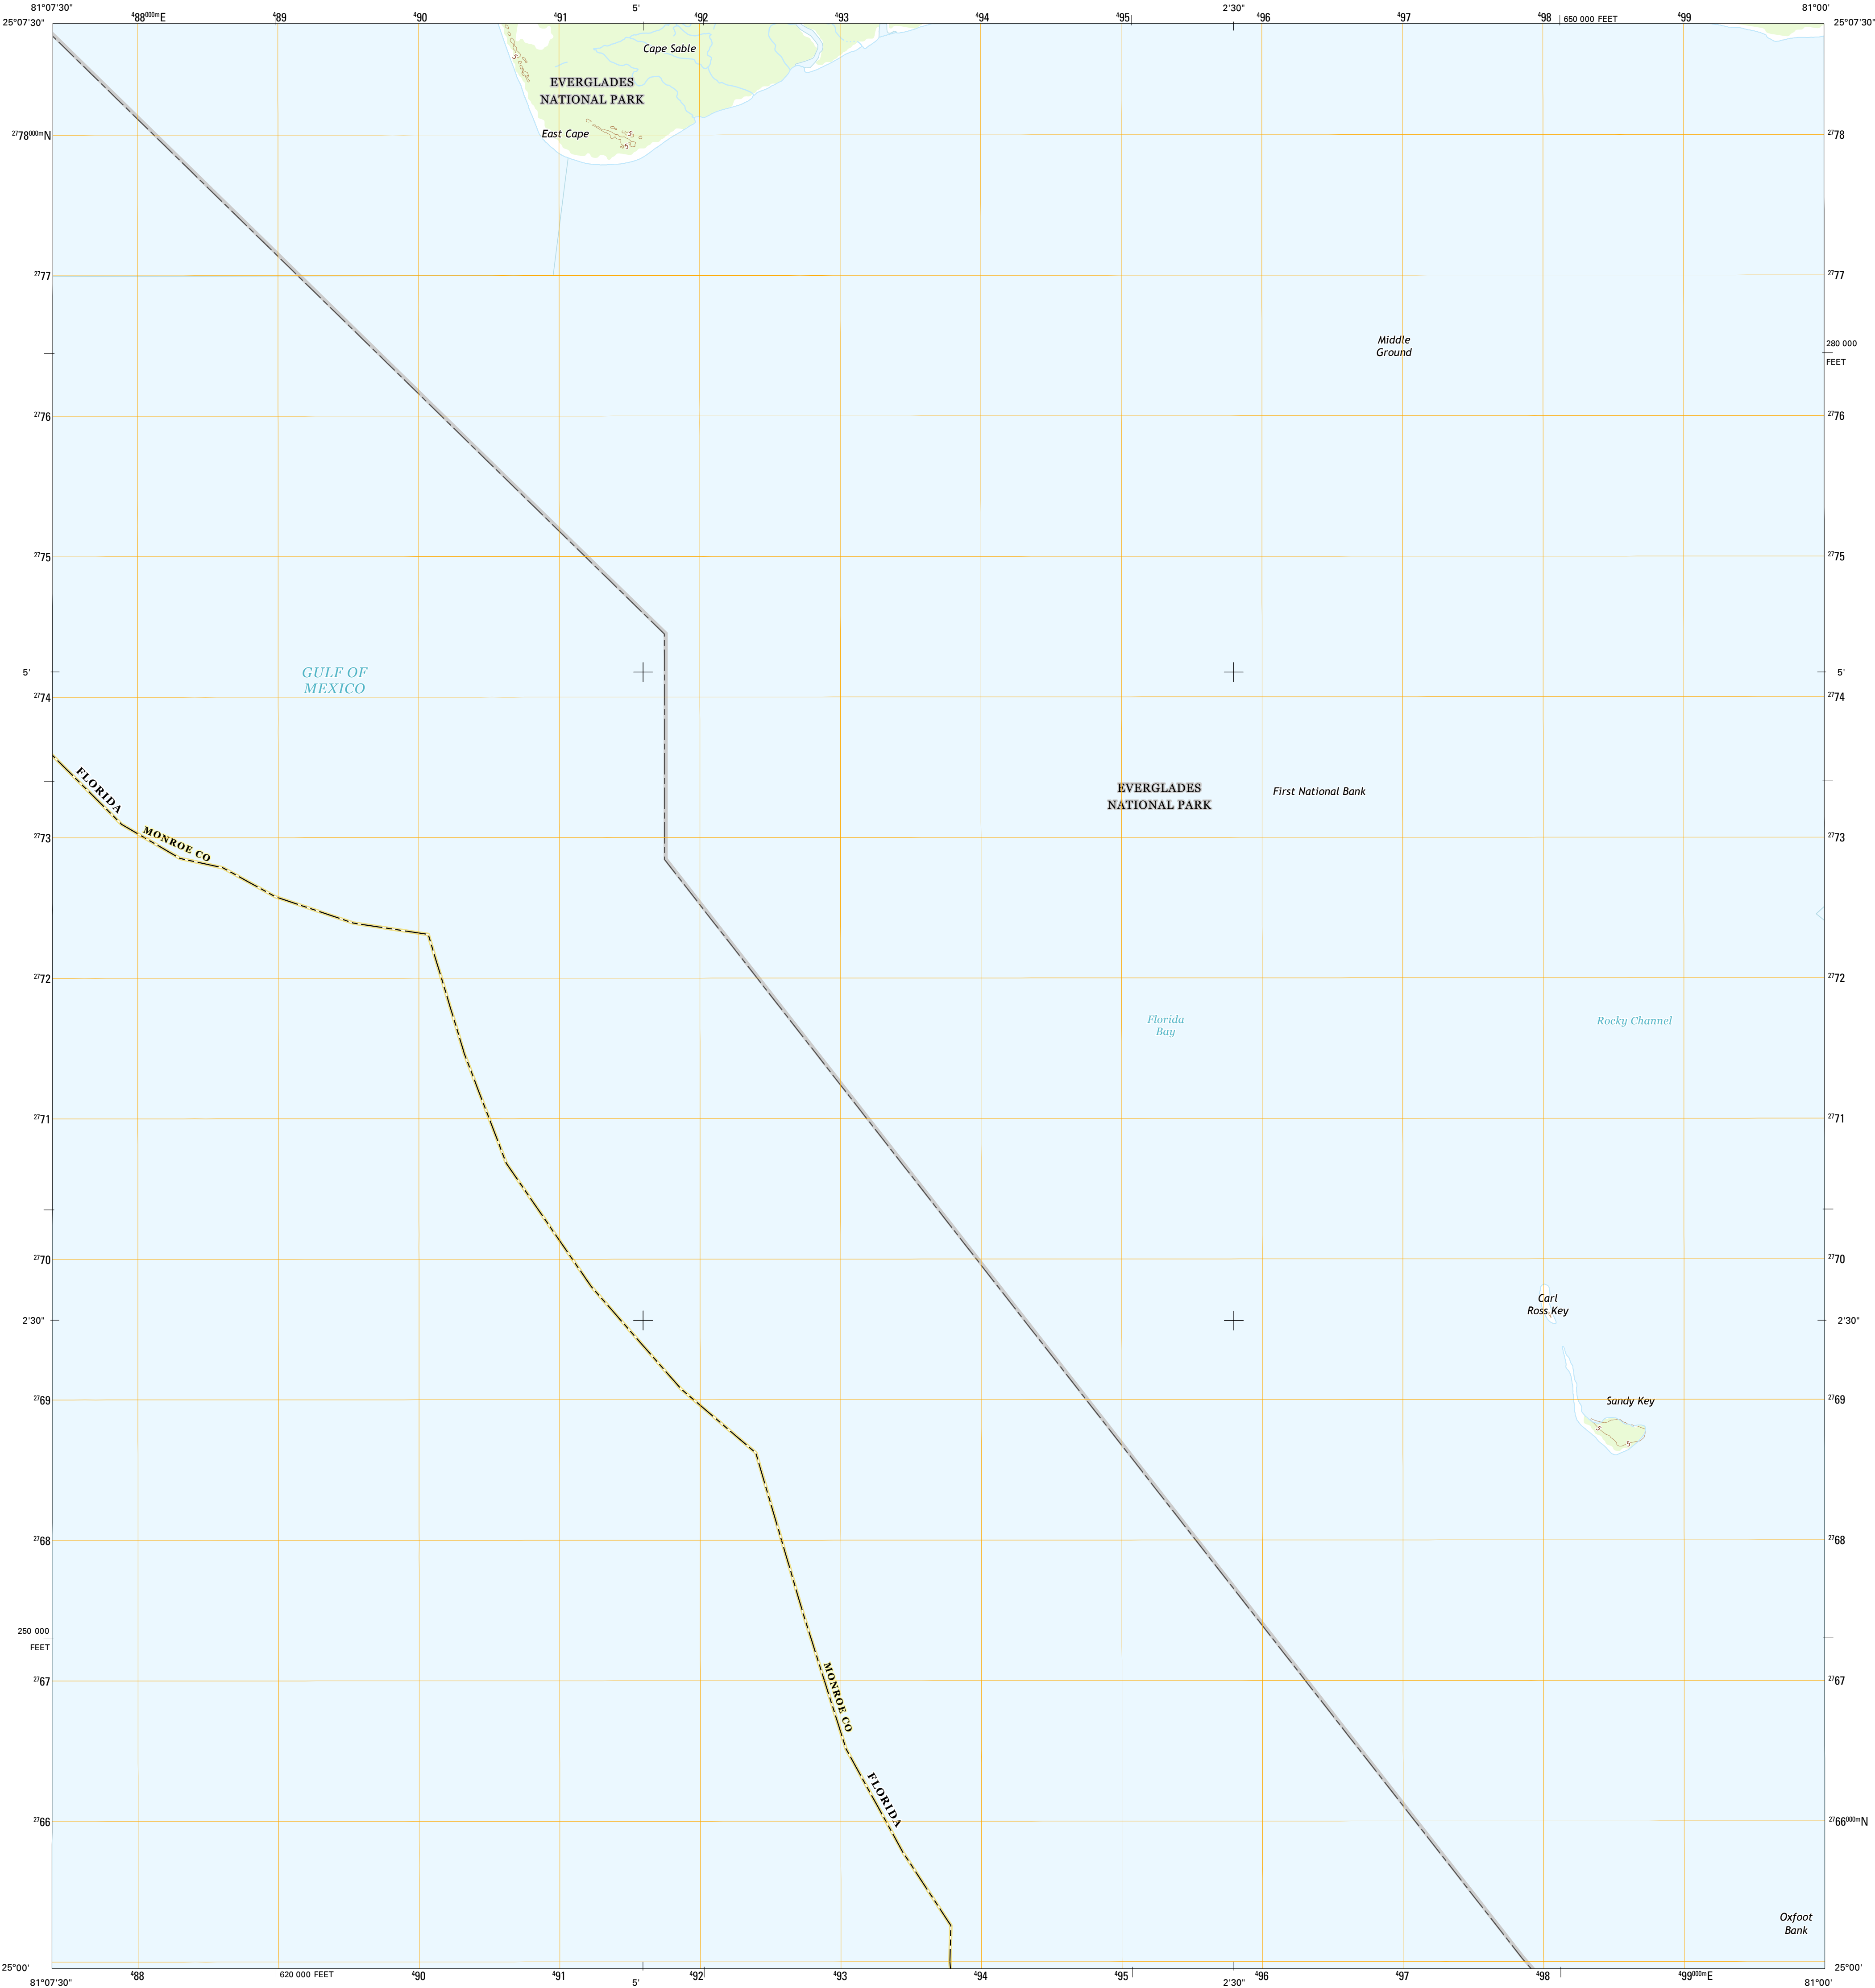 81°07'30" ⁴88⁰⁰⁰ᵐE ⁴89 ⁴90 ⁴91 5' ⁴92 ⁴93 ⁴94 ⁴95 2'30" ⁴96 ⁴97 ⁴98 650 000 FEET ⁴99 81°00'
25°07'30" 25°07'30"
Cape Sable
5
EVERGLADES
NATIONAL PARK
East Cape
5
5
²⁷78⁰⁰⁰ᵐN ²⁷78
²⁷77 ²⁷77
Middle
Ground
280 000
FEET
²⁷76 ²⁷76
²⁷75 ²⁷75
GULF OF
MEXICO
5' 5'
²⁷74 ²⁷74
FLORIDA
MONROE CO
EVERGLADES
NATIONAL PARK
First National Bank
²⁷73 ²⁷73
²⁷72 ²⁷72
Florida
Bay
Rocky Channel
²⁷71 ²⁷71
²⁷70 ²⁷70
Carl
Ross Key
2'30" 2'30"
²⁷69 ²⁷69
Sandy Key
5
5
²⁷68 ²⁷68
250 000
FEET
²⁷67 ²⁷67
MONROE CO
FLORIDA
²⁷66 ²⁷66⁰⁰⁰ᵐN
Oxfoot
Bank
25°00' 25°00'
81°07'30" ⁴88 620 000 FEET ⁴90 ⁴91 5' ⁴92 ⁴93 ⁴94 ⁴95 2'30" ⁴96 ⁴97 ⁴98 ⁴99⁰⁰⁰ᵐE 81°00'